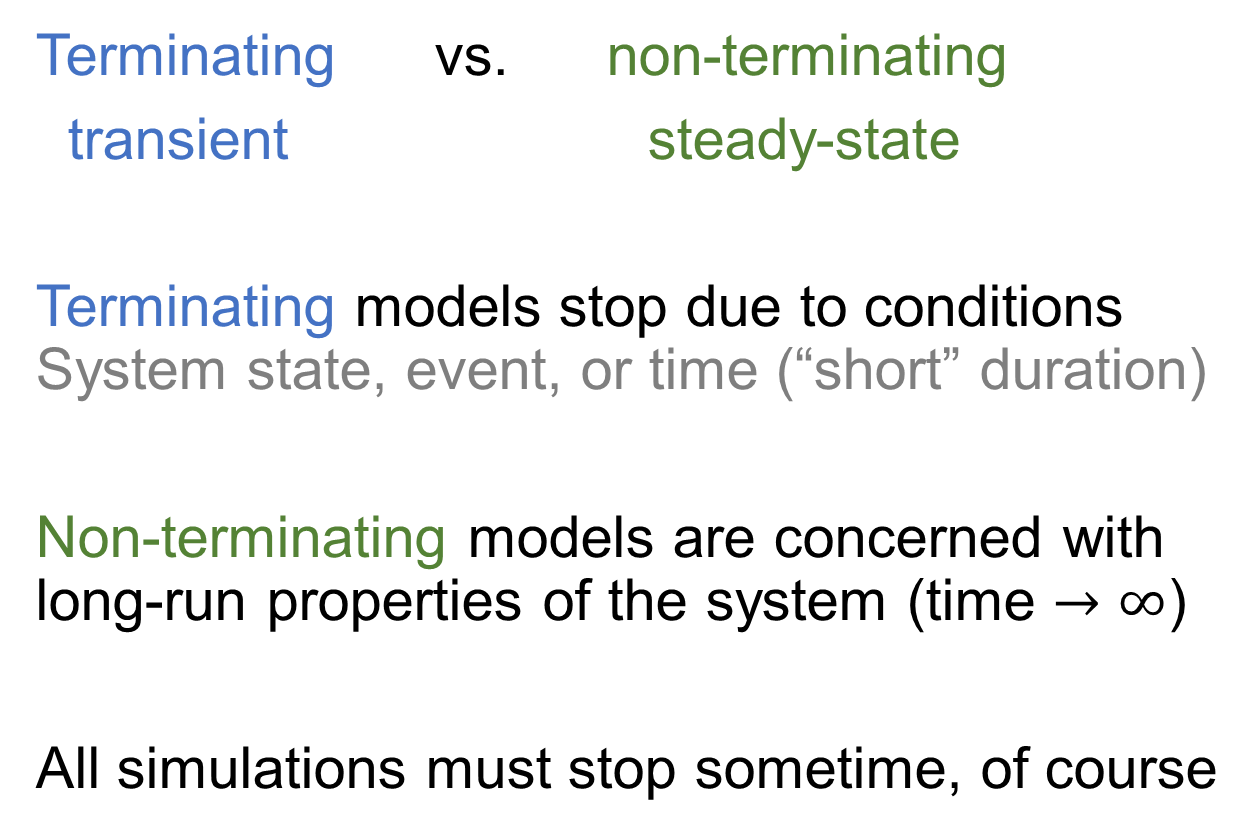 Terminating vs. non-terminating
transient steady-state
Terminating models stop due to conditions
System state, event, or time (“short” duration)
Non-terminating models are concerned with
long-run properties of the system (time → ∞)
All simulations must stop sometime, of course